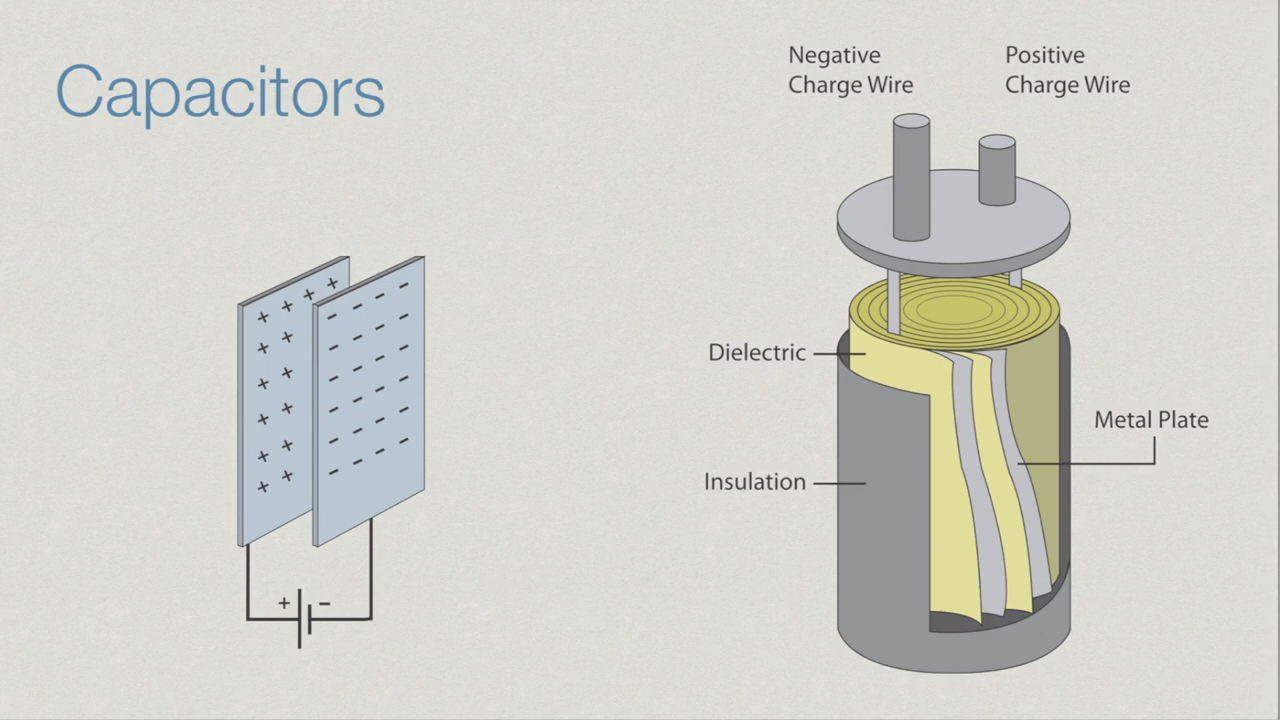 Capacitors
Negative
Charge Wire
Positive
Charge Wire
Dielectric
Metal Plate
Insulation
+ + + +
+ +
+ +
+ +
+ +
+ +
- - - -
- - - -
- - - -
- - - -
- - - -
- - - -
+ -